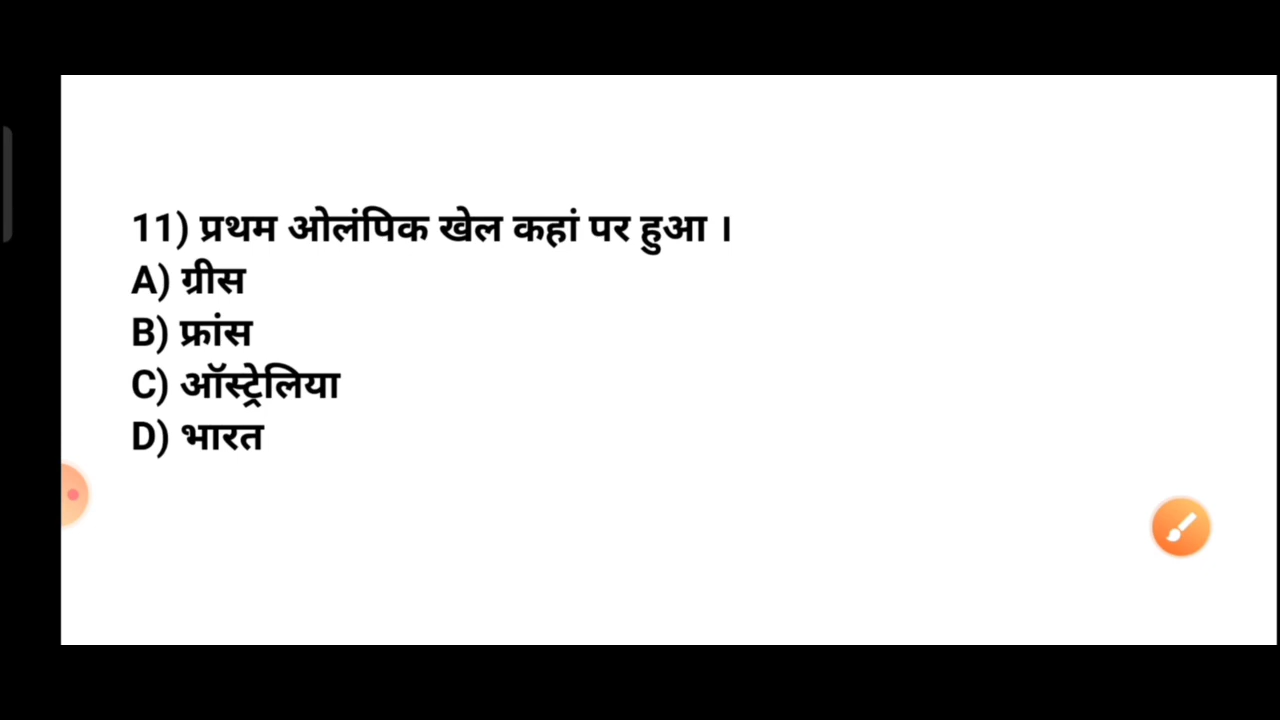 11) प्रथम ओलंपिक खेल कहां पर हुआ ।
A) ग्रीस
B) फ्रांस
C) ऑस्ट्रेलिया
D) भारत